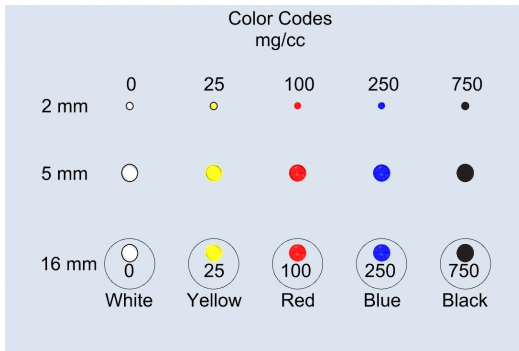 Color Codes
mg/cc
0 25 100 250 750
2 mm
5 mm
16 mm
0 25 100 250 750
White Yellow Red Blue Black